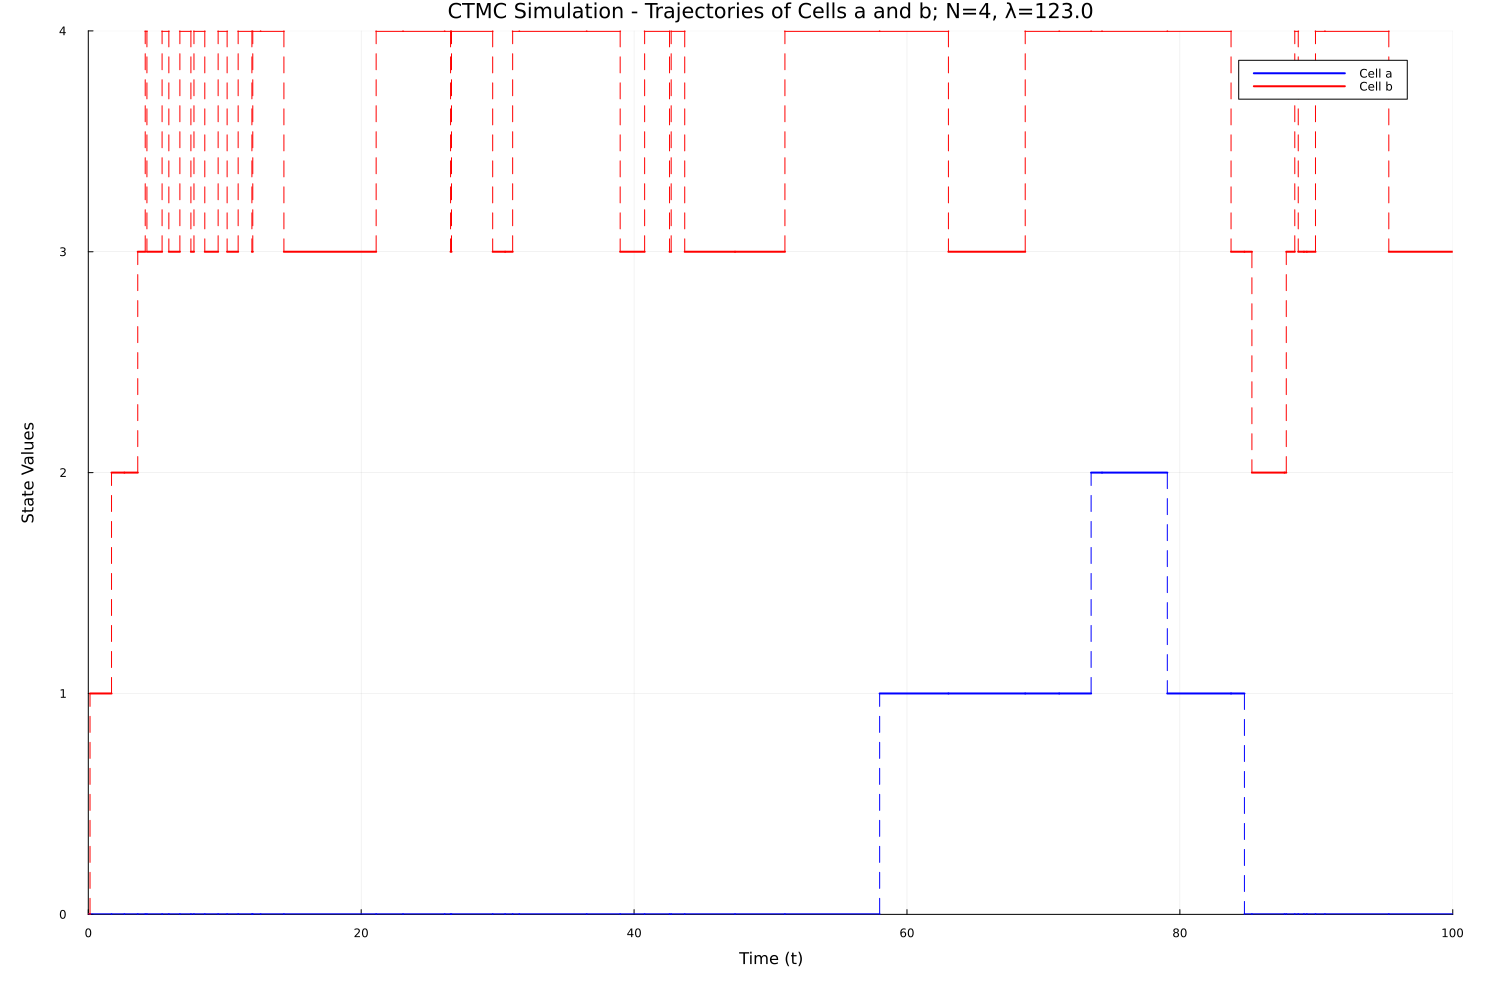 CTMC Simulation - Trajectories of Cells a and b; N=4, λ=123.0
4
Cell a
Cell b
3
State Values
2
1
0
0 20 40 60 80 100
Time (t)